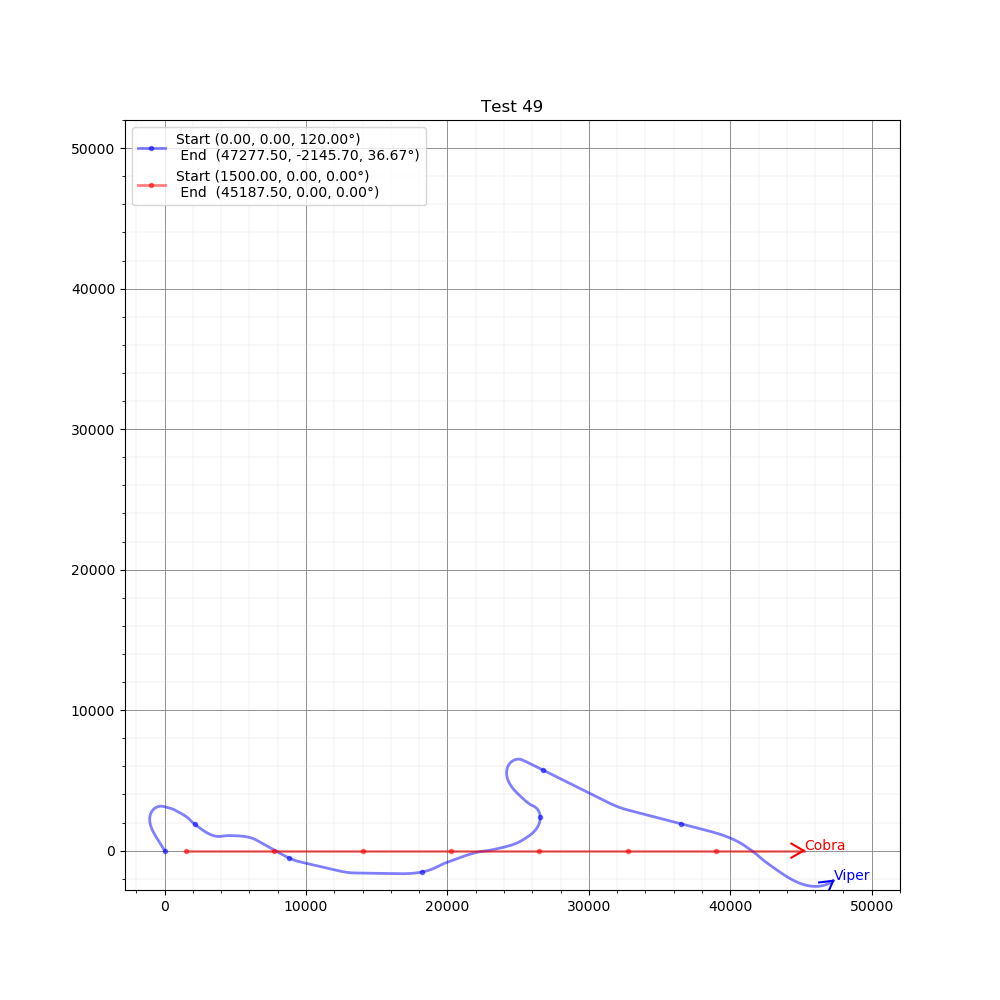 Test 49
Start (0.00, 0.00, 120.00°)
End (47277.50, -2145.70, 36.67°)
Start (1500.00, 0.00, 0.00°)
End (45187.50, 0.00, 0.00°)
50000
40000
30000
20000
10000
0
Cobra
Viper
0
10000
20000
30000
40000
50000